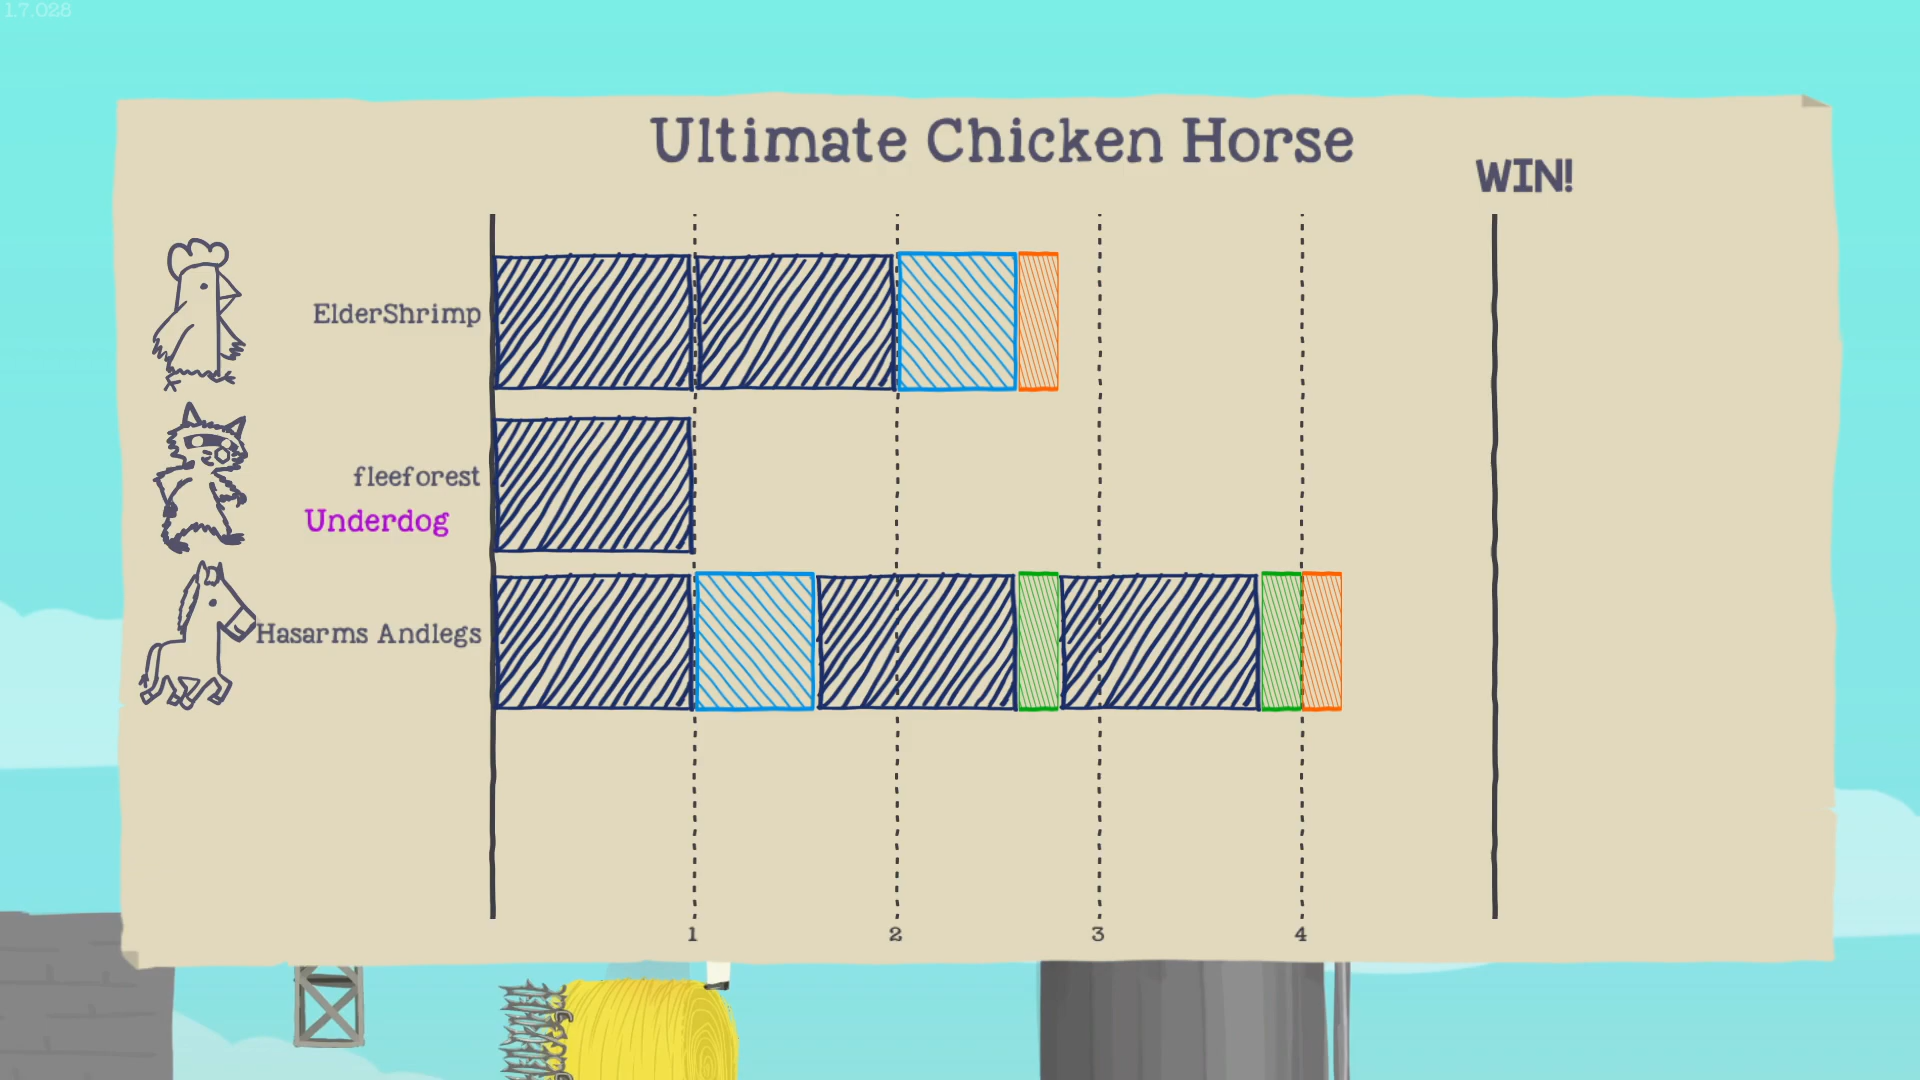 1.7.028
Ultimate Chicken Horse
WIN!
ElderShrimp
fleeforest
Underdog
Hasarms Andlegs
1 2 3 4